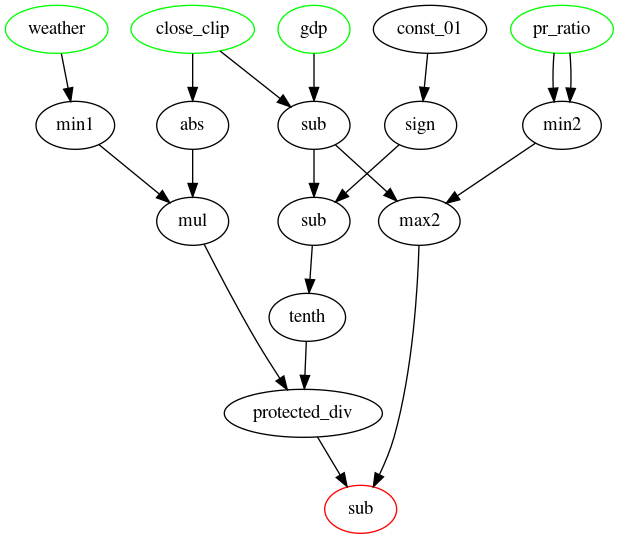 weather
close_clip
gdp
const_01
pr_ratio
min1
abs
sub
sign
min2
mul
sub
max2
tenth
protected_div
sub